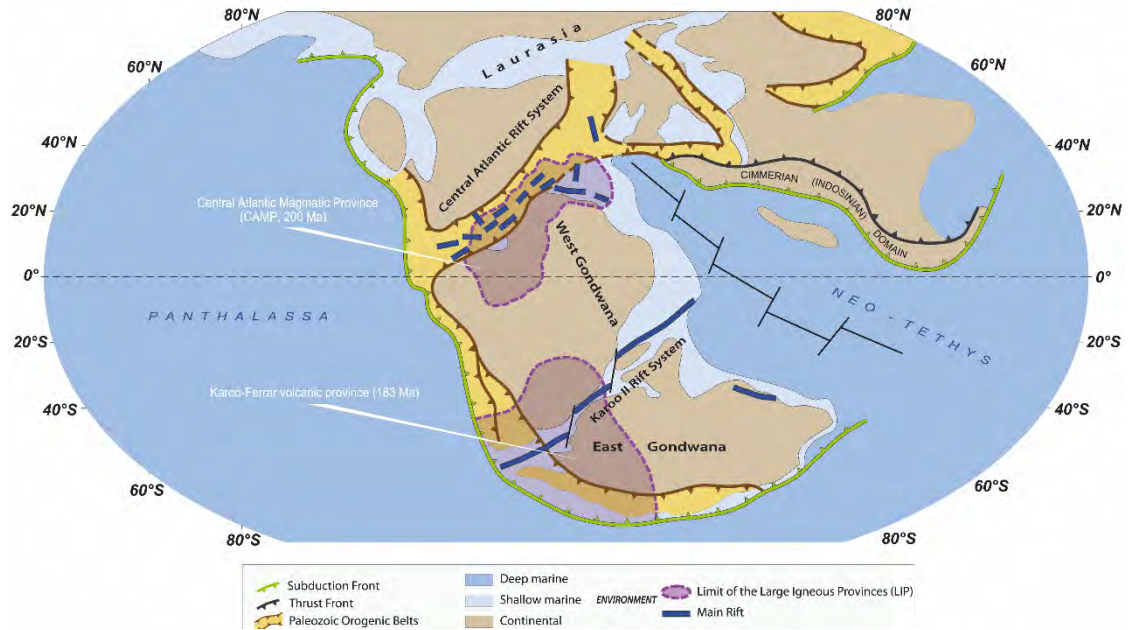 80°N
80°N
Laurasia
60°N
60°N
Central Atlantic Rift System
40°N
40°N
CIMMERIAN (INDOSINIAN) DOMAIN
Central Atlantic Magmatic Province
(CAMP, 200 Ma)
20°N
20°N
West Gondwana
0°
0°
PANTHALASSA
NEO-TETHYS
20°S
20°S
Karoo II Rift System
Karoo-Ferrar volcanic province (183 Ma)
40°S
40°S
East Gondwana
60°S
60°S
80°S
80°S
Subduction Front
Thrust Front
Paleozoic Orogenic Belts
Deep marine
Shallow marine
Continental
ENVIRONMENT
Limit of the Large Igneous Provinces (LIP)
Main Rift